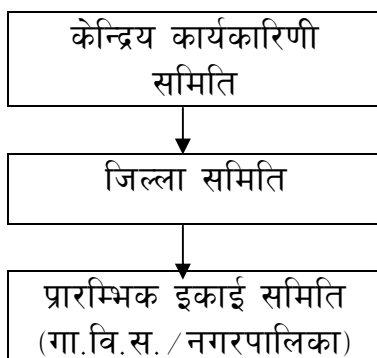 केन्द्रिय कार्यकारिणी
समिति
जिल्ला समिति
प्रारम्भिक इकाई समिति
(गा.वि.स./नगरपालिका)